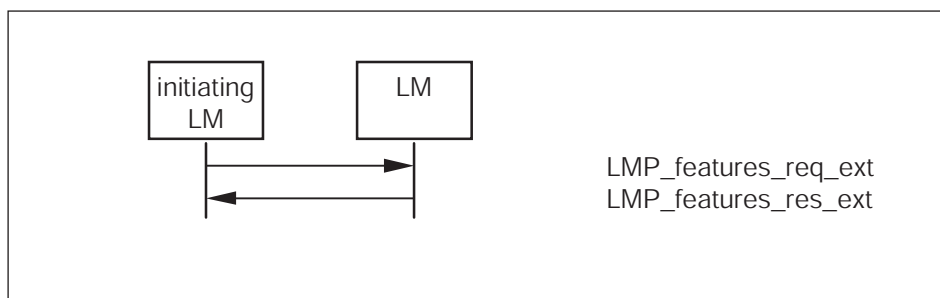 initiating
LM
LM
LMP_features_req_ext
LMP_features_res_ext